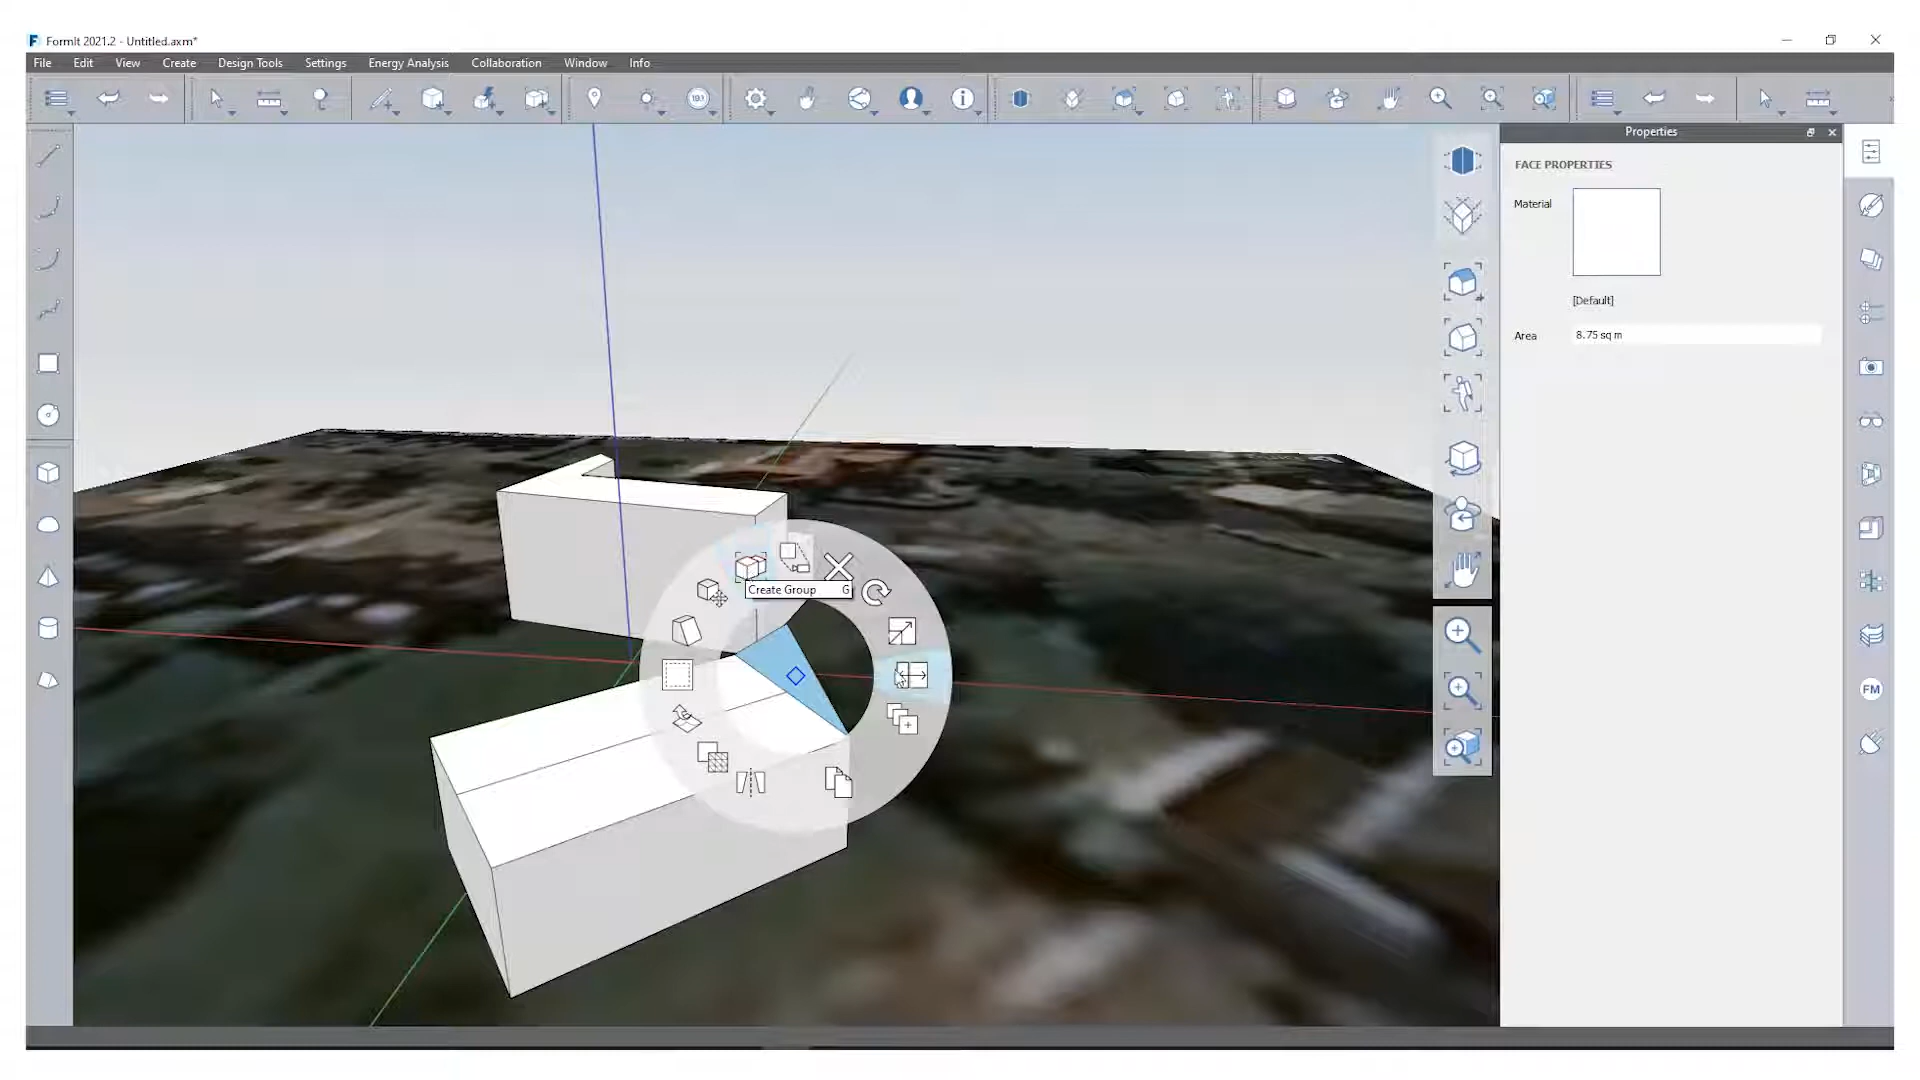 FormIt 2021.2 - Untitled.axm*
File Edit View Create Design Tools Settings Energy Analysis Collaboration Window Info
193
Properties
FACE PROPERTIES
Material
[Default]
Area 8.75 sq m
Create Group G
FM